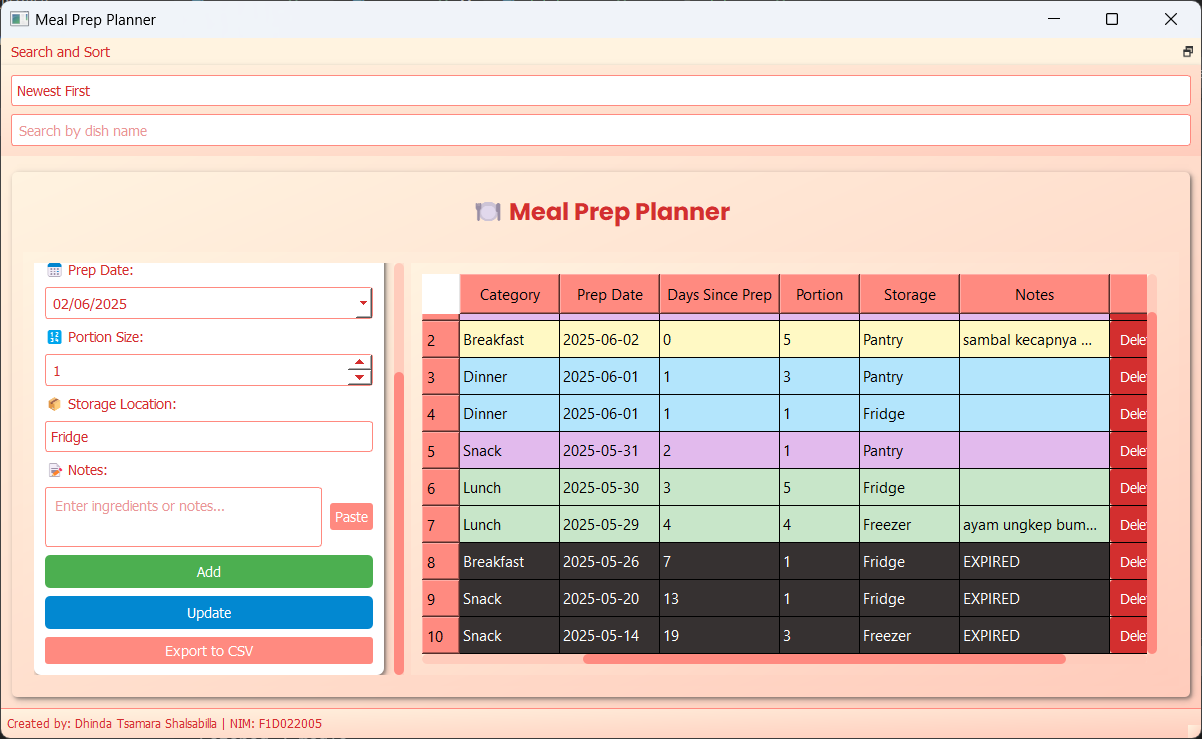 Meal Prep Planner
Search and Sort
Newest First
Search by dish name
Meal Prep Planner
Prep Date:
02/06/2025
Portion Size:
1
Storage Location:
Fridge
Notes:
Enter ingredients or notes...
Paste
Add
Update
Export to CSV
Category Prep Date Days Since Prep Portion Storage Notes
2 Breakfast 2025-06-02 0 5 Pantry sambal kecapnya ... Dele
3 Dinner 2025-06-01 1 3 Pantry Dele
4 Dinner 2025-06-01 1 1 Fridge Dele
5 Snack 2025-05-31 2 1 Pantry Dele
6 Lunch 2025-05-30 3 5 Fridge Dele
7 Lunch 2025-05-29 4 4 Freezer ayam ungkep bum... Dele
8 Breakfast 2025-05-26 7 1 Fridge EXPIRED Dele
9 Snack 2025-05-20 13 1 Fridge EXPIRED Dele
10 Snack 2025-05-14 19 3 Freezer EXPIRED Dele
Created by: Dhinda Tsamara Shalsabilla | NIM: F1D022005